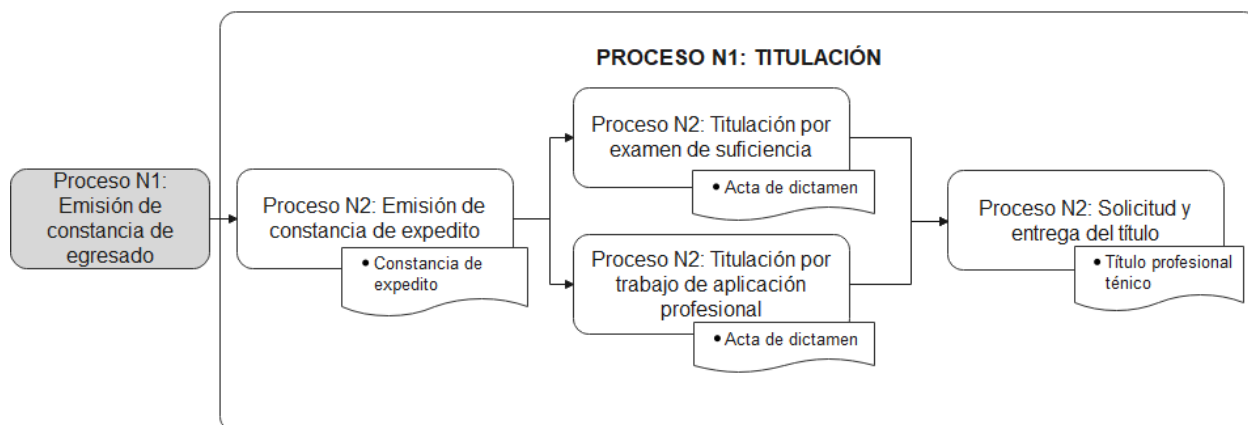 PROCESO N1: TITULACIÓN
Proceso N1:
Emisión de
constancia de
egresado
Proceso N2: Emisión de
constancia de expedito
• Constancia de
expedito
Proceso N2: Titulación por
examen de suficiencia
• Acta de dictamen
Proceso N2: Titulación por
trabajo de aplicación
profesional
• Acta de dictamen
Proceso N2: Solicitud y
entrega del título
• Título profesional
ténico